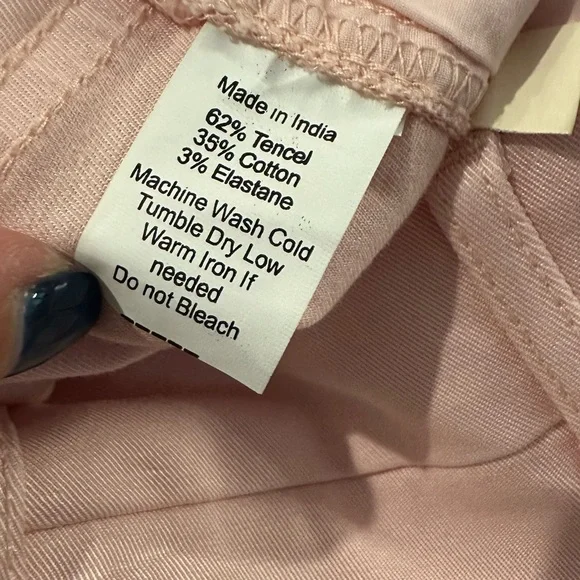 Made in India
62% Tencel
35% Cotton
3% Elastane
Machine Wash Cold
Tumble Dry Low
Warm Iron If
needed
Do not Bleach